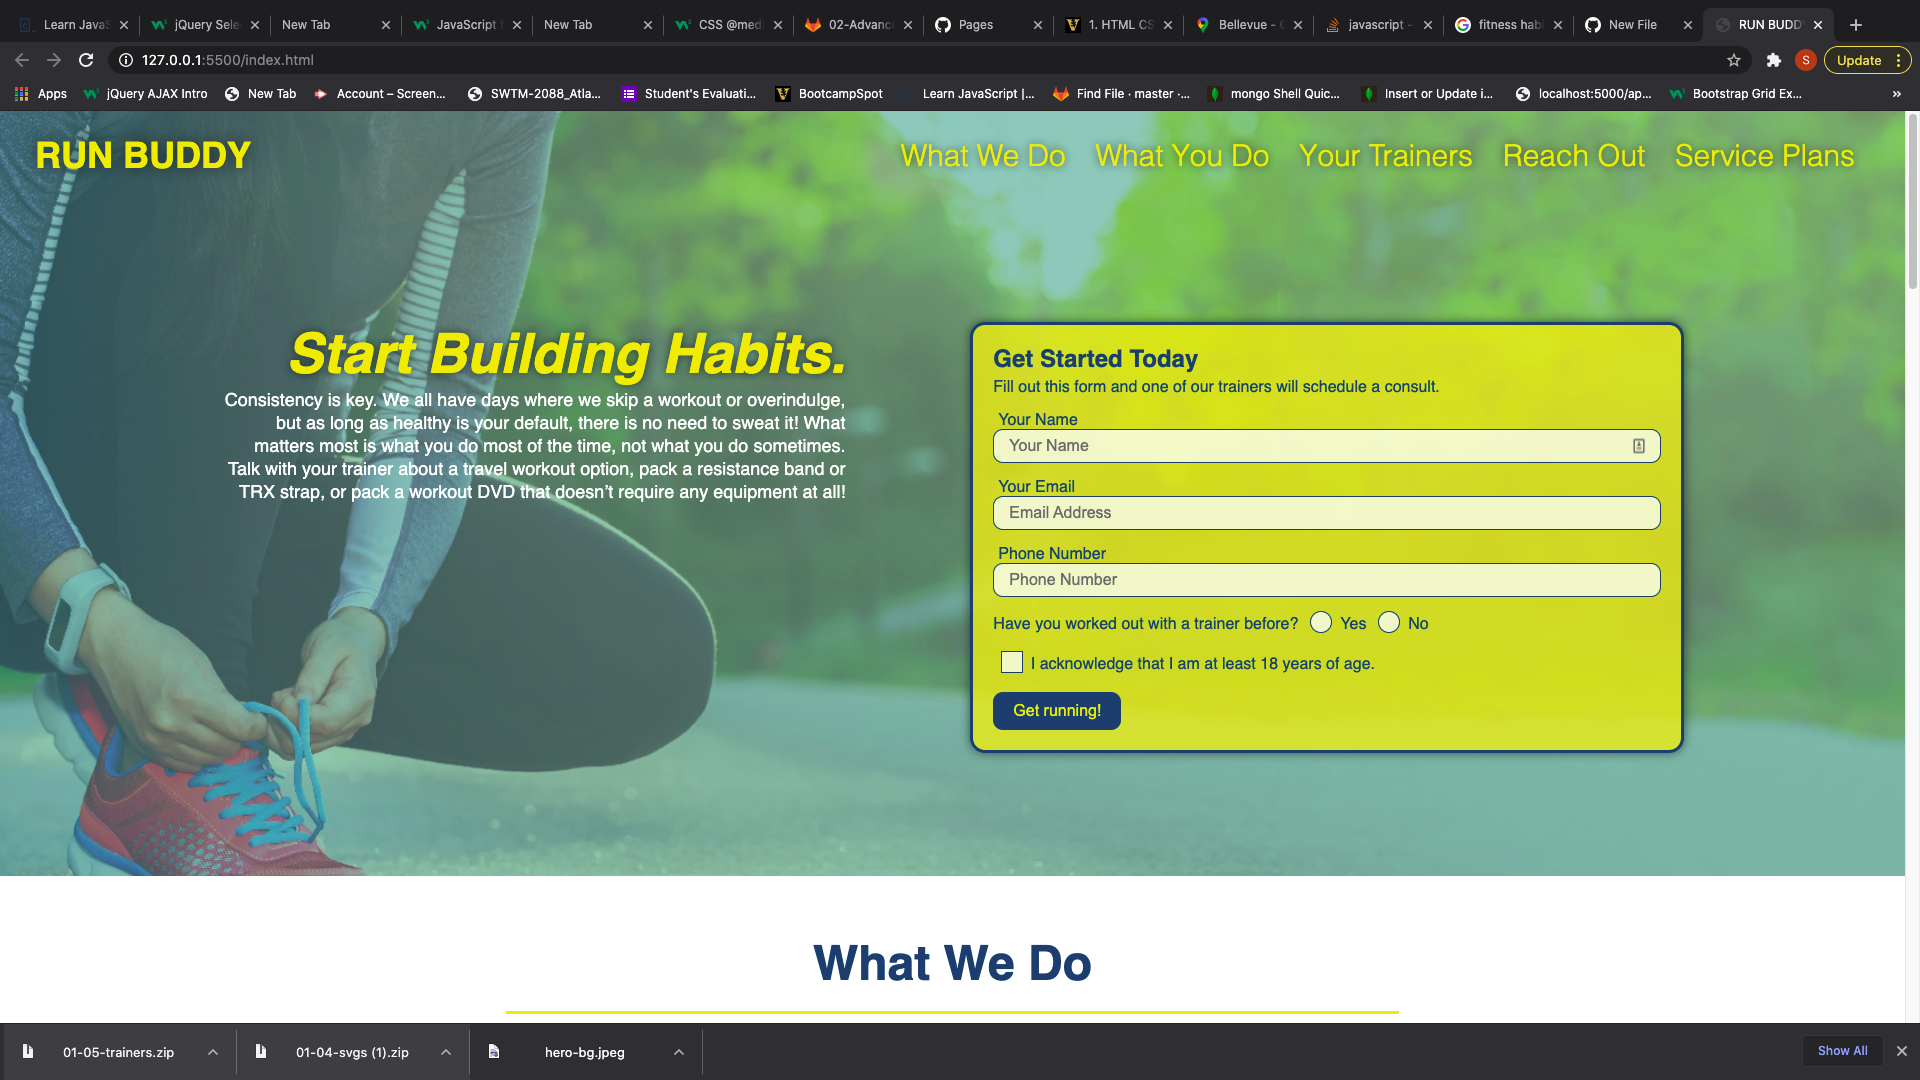 Learn JavaS
jQuery Sele
New Tab
JavaScript f
New Tab
CSS @medi
02-Advanc
Pages
1. HTML CS
Bellevue - G
javascript -
fitness habi
New File
RUN BUDD
127.0.0.1:5500/index.html
S
Update
Apps
jQuery AJAX Intro
New Tab
Account – Screen...
SWTM-2088_Atla...
Student's Evaluati...
BootcampSpot
Learn JavaScript |...
Find File · master ·...
mongo Shell Quic...
Insert or Update i...
localhost:5000/ap...
Bootstrap Grid Ex...
»
RUN BUDDY
What We Do
What You Do
Your Trainers
Reach Out
Service Plans
Start Building Habits.
Consistency is key. We all have days where we skip a workout or overindulge,
but as long as healthy is your default, there is no need to sweat it! What
matters most is what you do most of the time, not what you do sometimes.
Talk with your trainer about a travel workout option, pack a resistance band or
TRX strap, or pack a workout DVD that doesn’t require any equipment at all!
Get Started Today
Fill out this form and one of our trainers will schedule a consult.
Your Name
Your Name
Your Email
Email Address
Phone Number
Phone Number
Have you worked out with a trainer before? Yes No
I acknowledge that I am at least 18 years of age.
Get running!
What We Do
01-05-trainers.zip
01-04-svgs (1).zip
hero-bg.jpeg
Show All